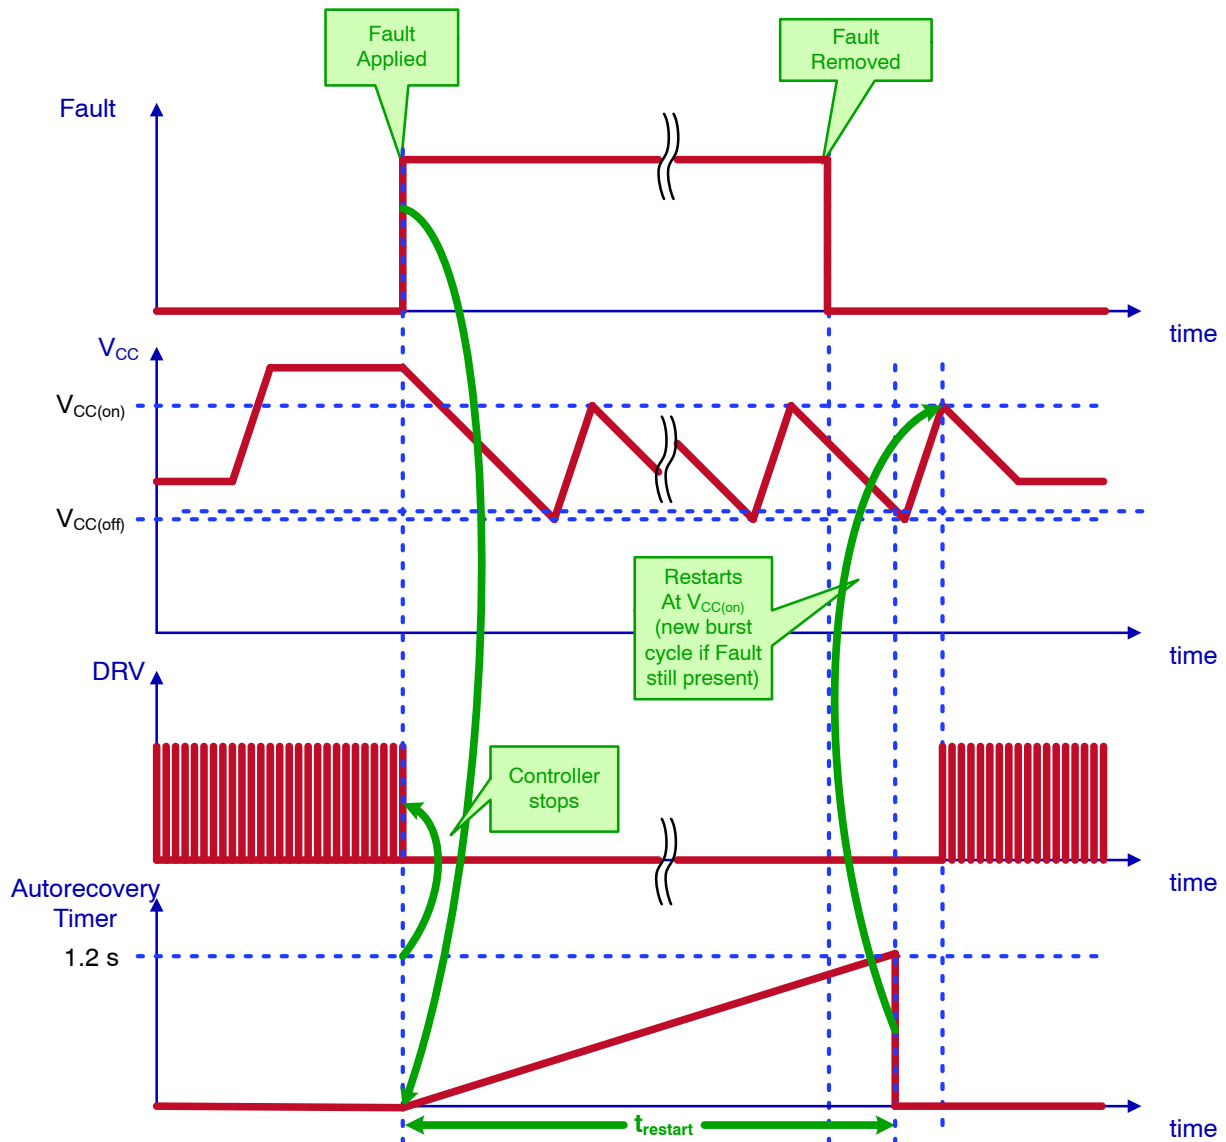 Fault
Applied
Fault
Removed
Fault
time
VCC
VCC(on)
VCC(off)
Restarts
At VCC(on)
(new burst
cycle if Fault
still present)
time
DRV
Controller
stops
time
Autorecovery
Timer
1.2 s
trestart
time